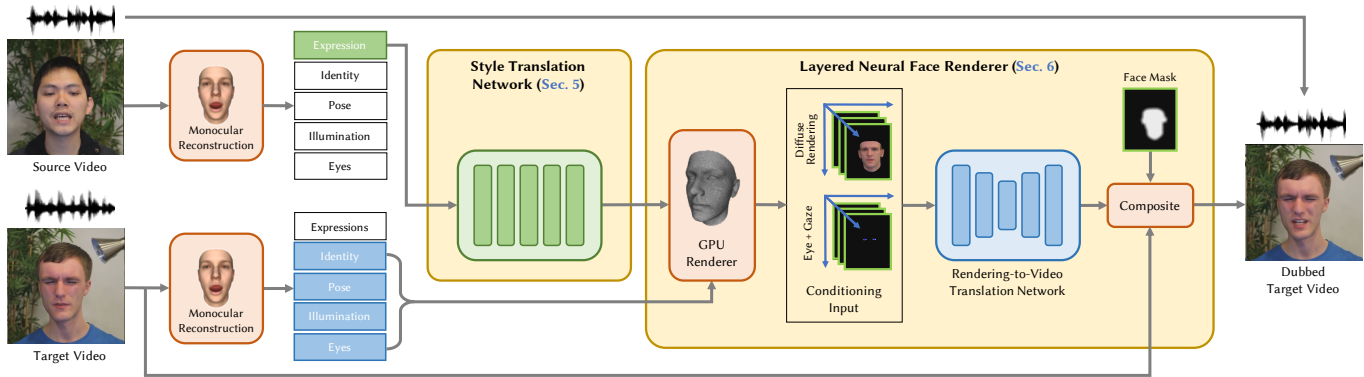 Source Video
Monocular
Reconstruction
Expression
Identity
Pose
Illumination
Eyes
Target Video
Monocular
Reconstruction
Expressions
Identity
Pose
Illumination
Eyes
Style Translation
Network (Sec. 5)
Layered Neural Face Renderer (Sec. 6)
GPU
Renderer
Diffuse
Rendering
Eye + Gaze
Conditioning
Input
Rendering-to-Video
Translation Network
Face Mask
Composite
Dubbed
Target Video